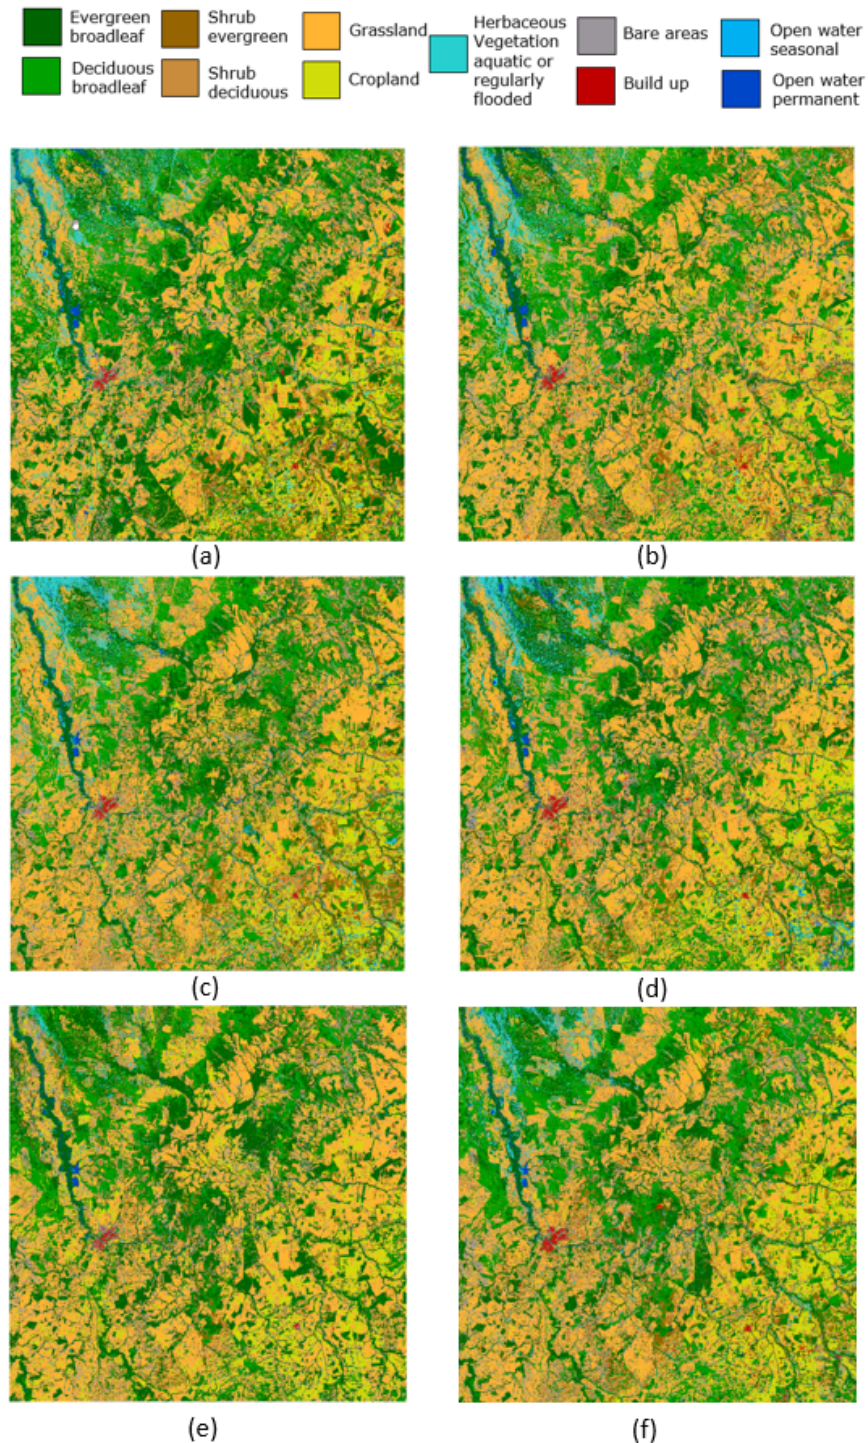 Evergreen
broadleaf
Shrub
evergreen
Grassland
Herbaceous
Vegetation
aquatic or
regularly
flooded
Bare areas
Open water
seasonal
Deciduous
broadleaf
Shrub
deciduous
Cropland
Build up
Open water
permanent
(a)
(b)
(c)
(d)
(e)
(f)